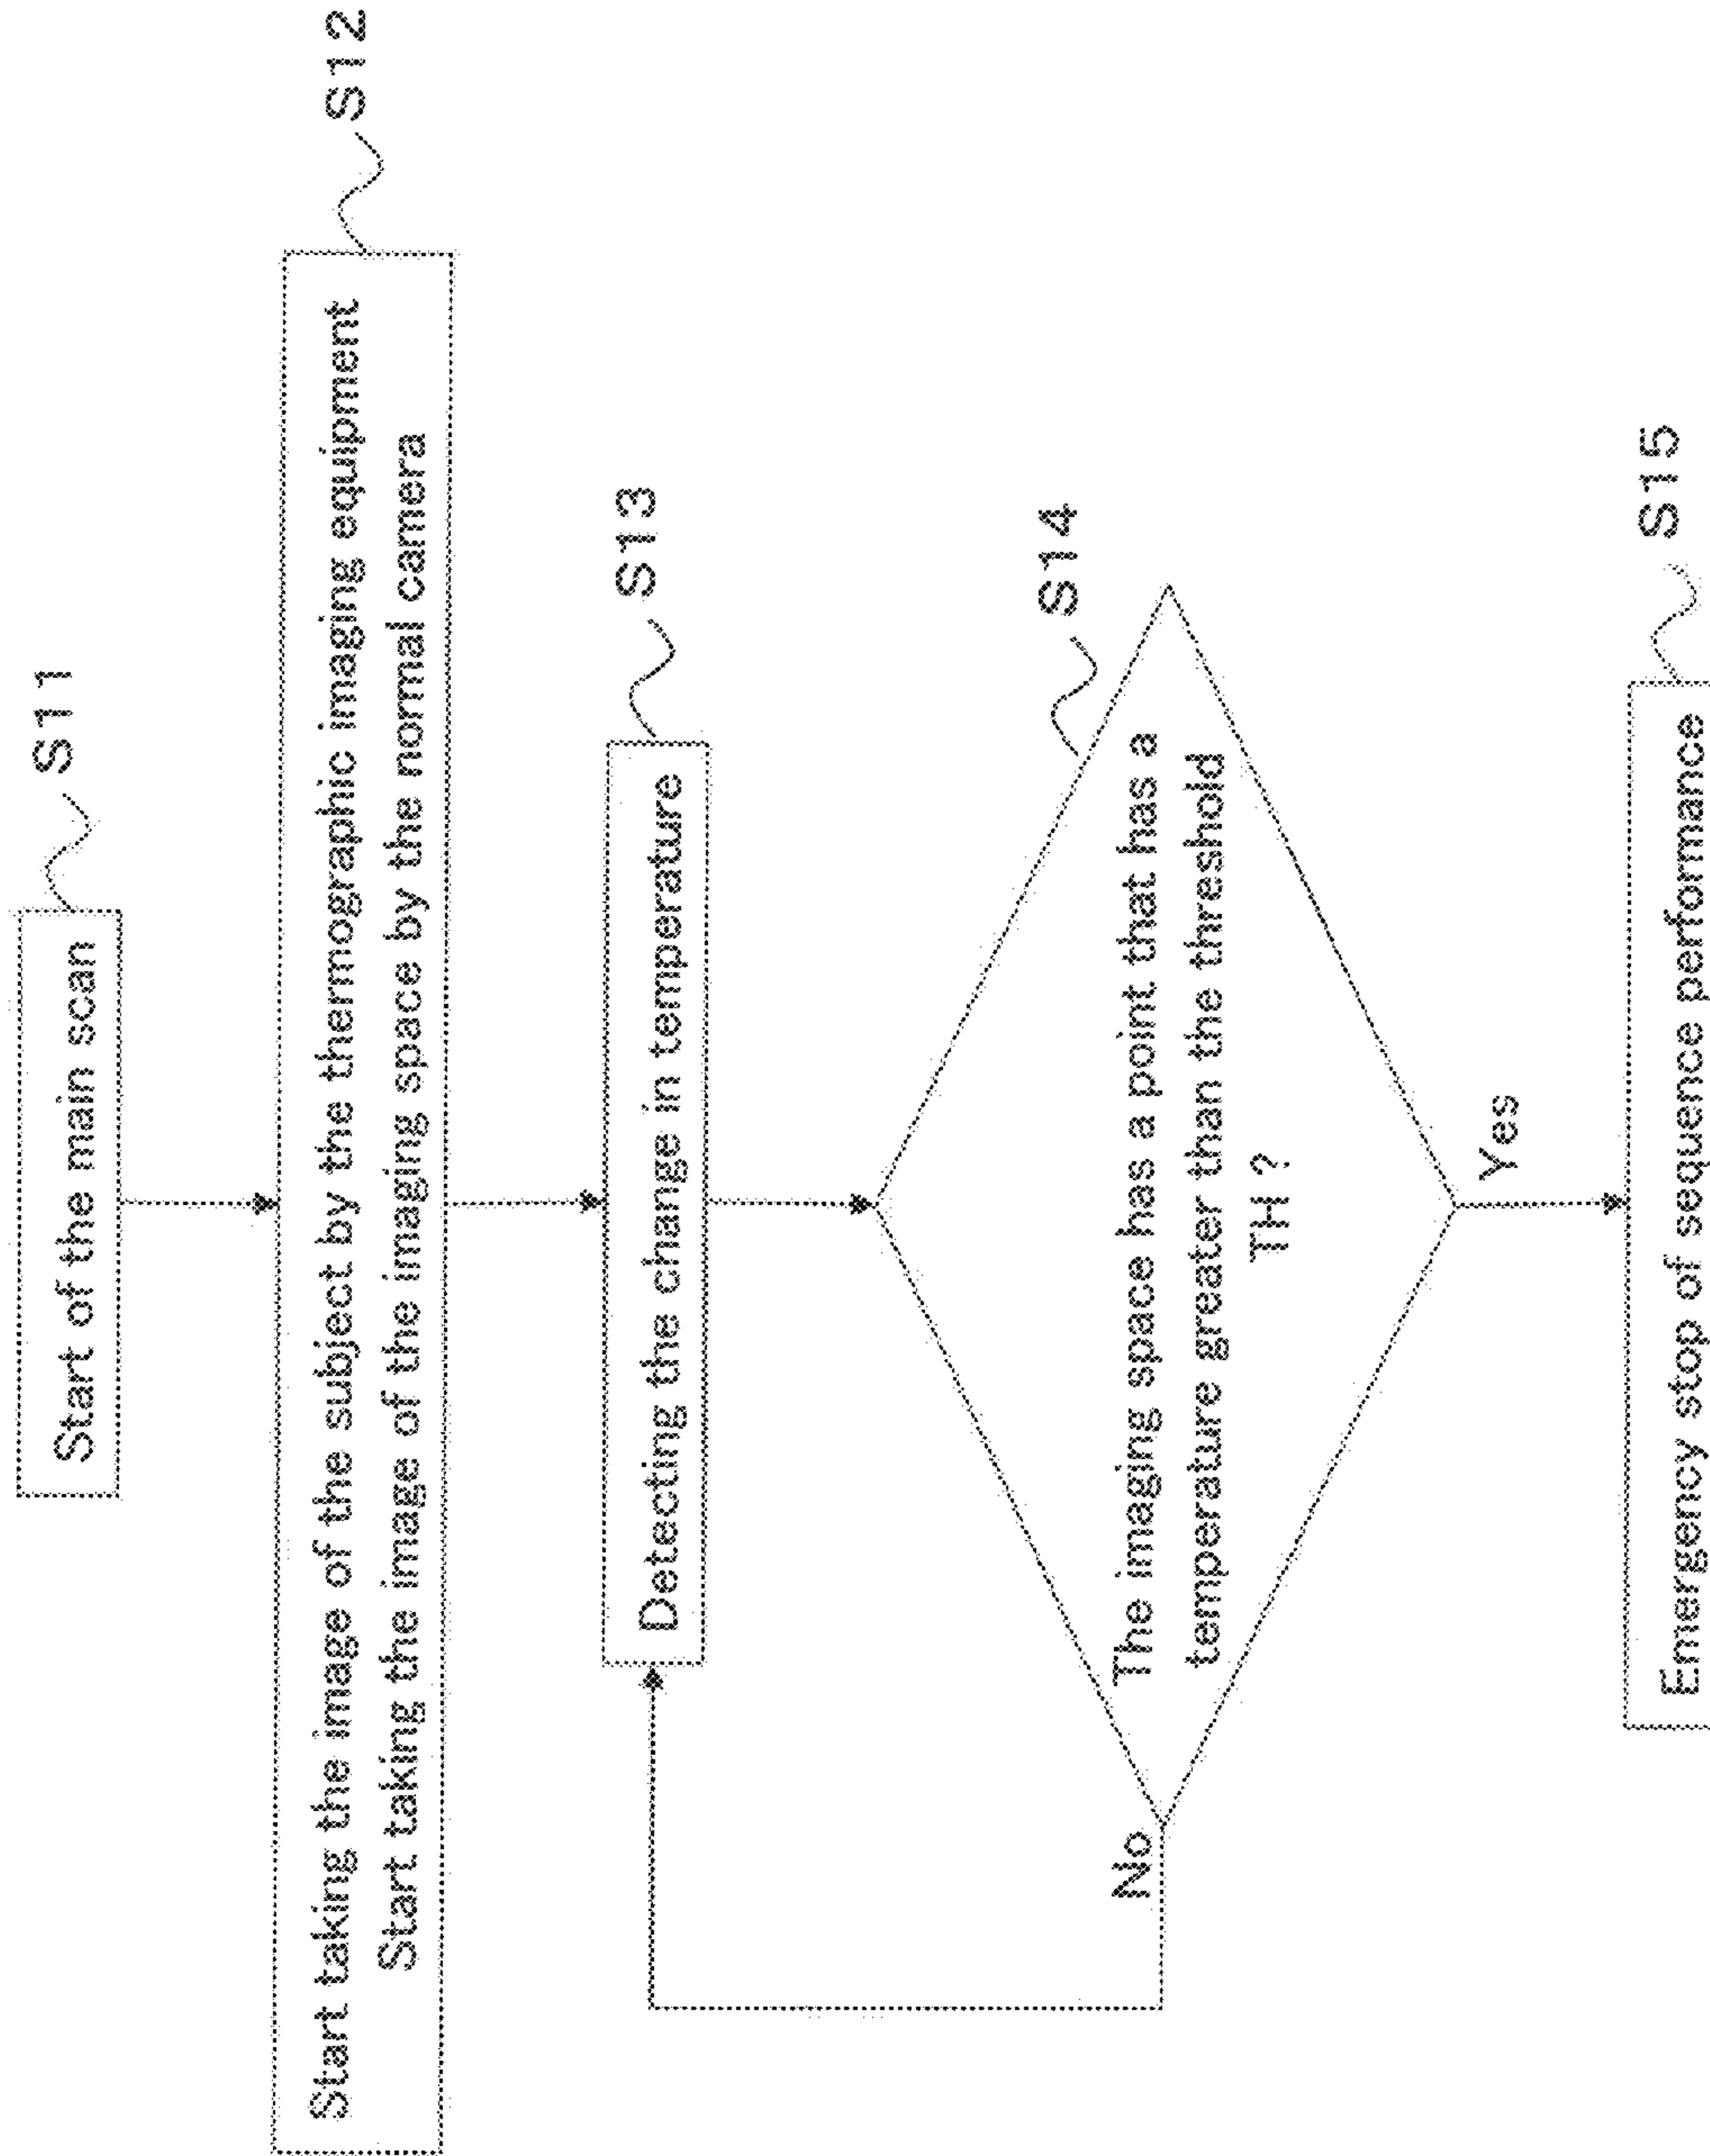 Start of the main scan
S11
Start taking the image of the subject by the thermographic imaging equipment
Start taking the image of the imaging space by the normal camera
S12
Detecting the change in temperature
S13
The imaging space has a point that has a
temperature greater than the threshold
TH ?
S14
No
Yes
Emergency stop of sequence performance
S15